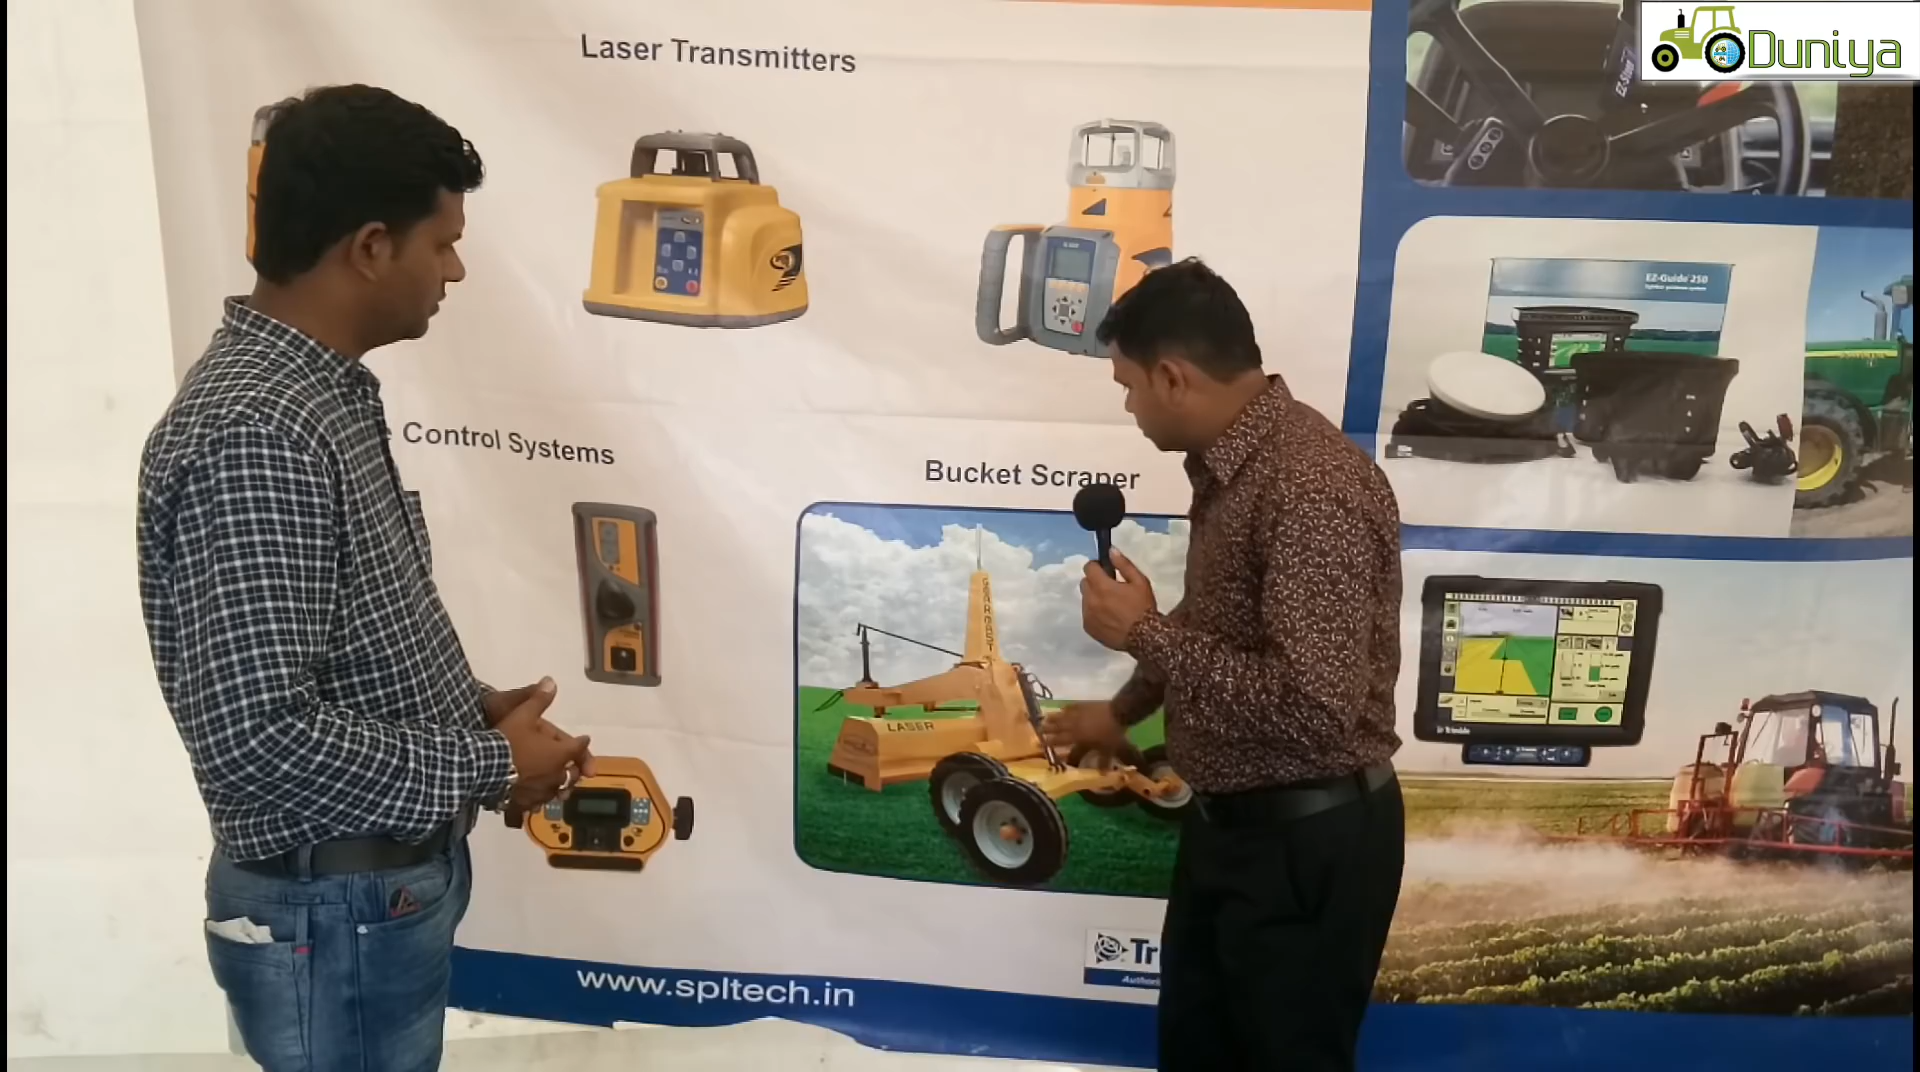 Duniya
Laser Transmitters
EZ-Guide 250
Control Systems
Bucket Scraper
LASER
www.spltech.in